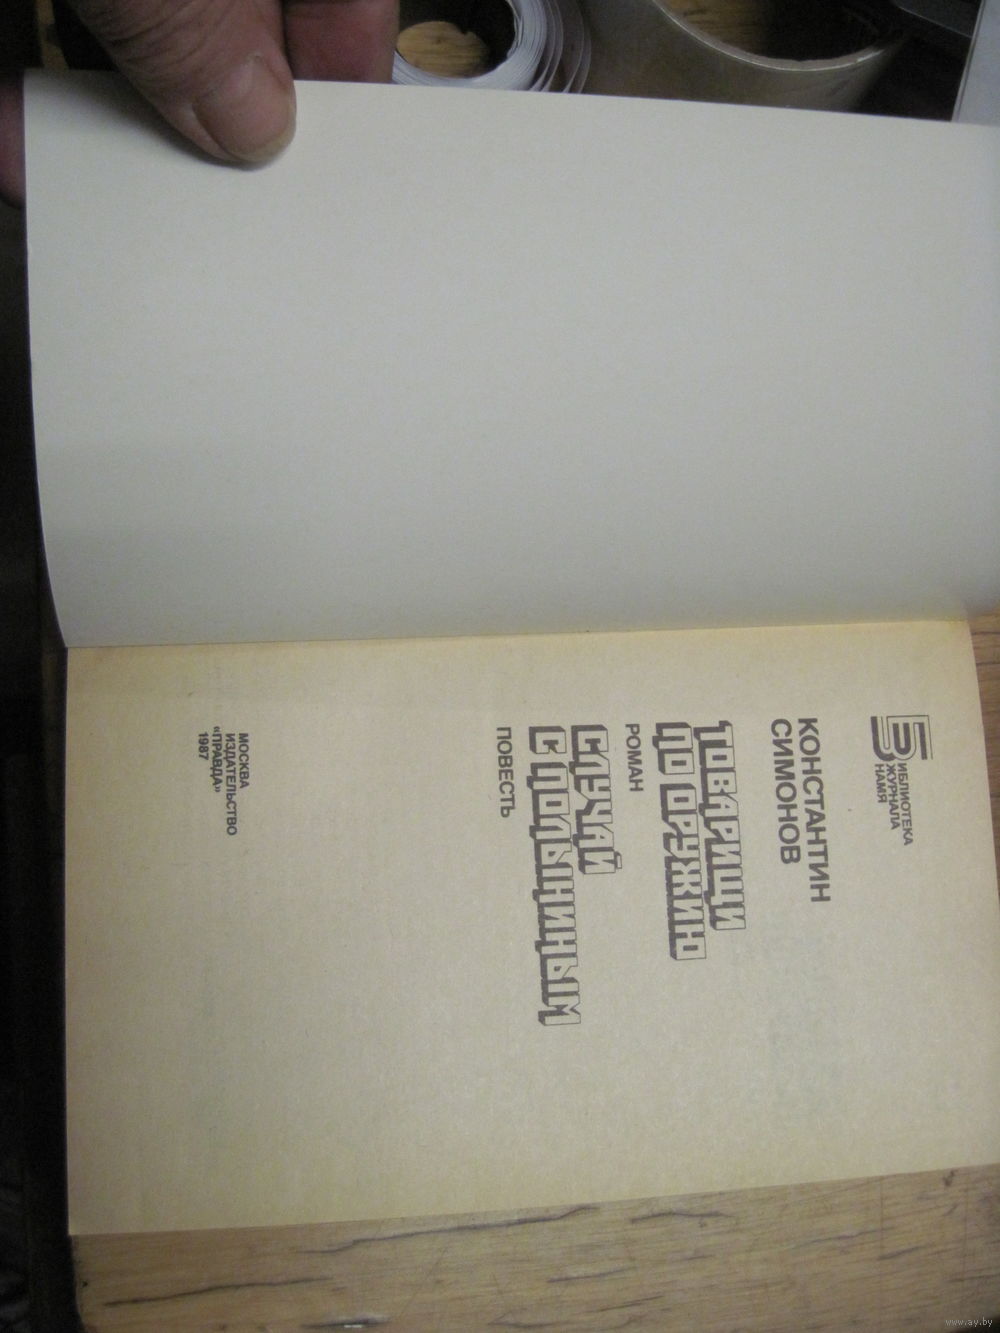 БИБЛИОТЕКА
ЖУРНАЛА
ЗНАМЯ
КОНСТАНТИН
СИМОНОВ
ТОВАРИЩИ
ПО ОРУЖИЮ
РОМАН
СЛУЧАЙ
С ПОЛЫНИНЫМ
ПОВЕСТЬ
МОСКВА
ИЗДАТЕЛЬСТВО
«ПРАВДА»
1987
www.ay.by